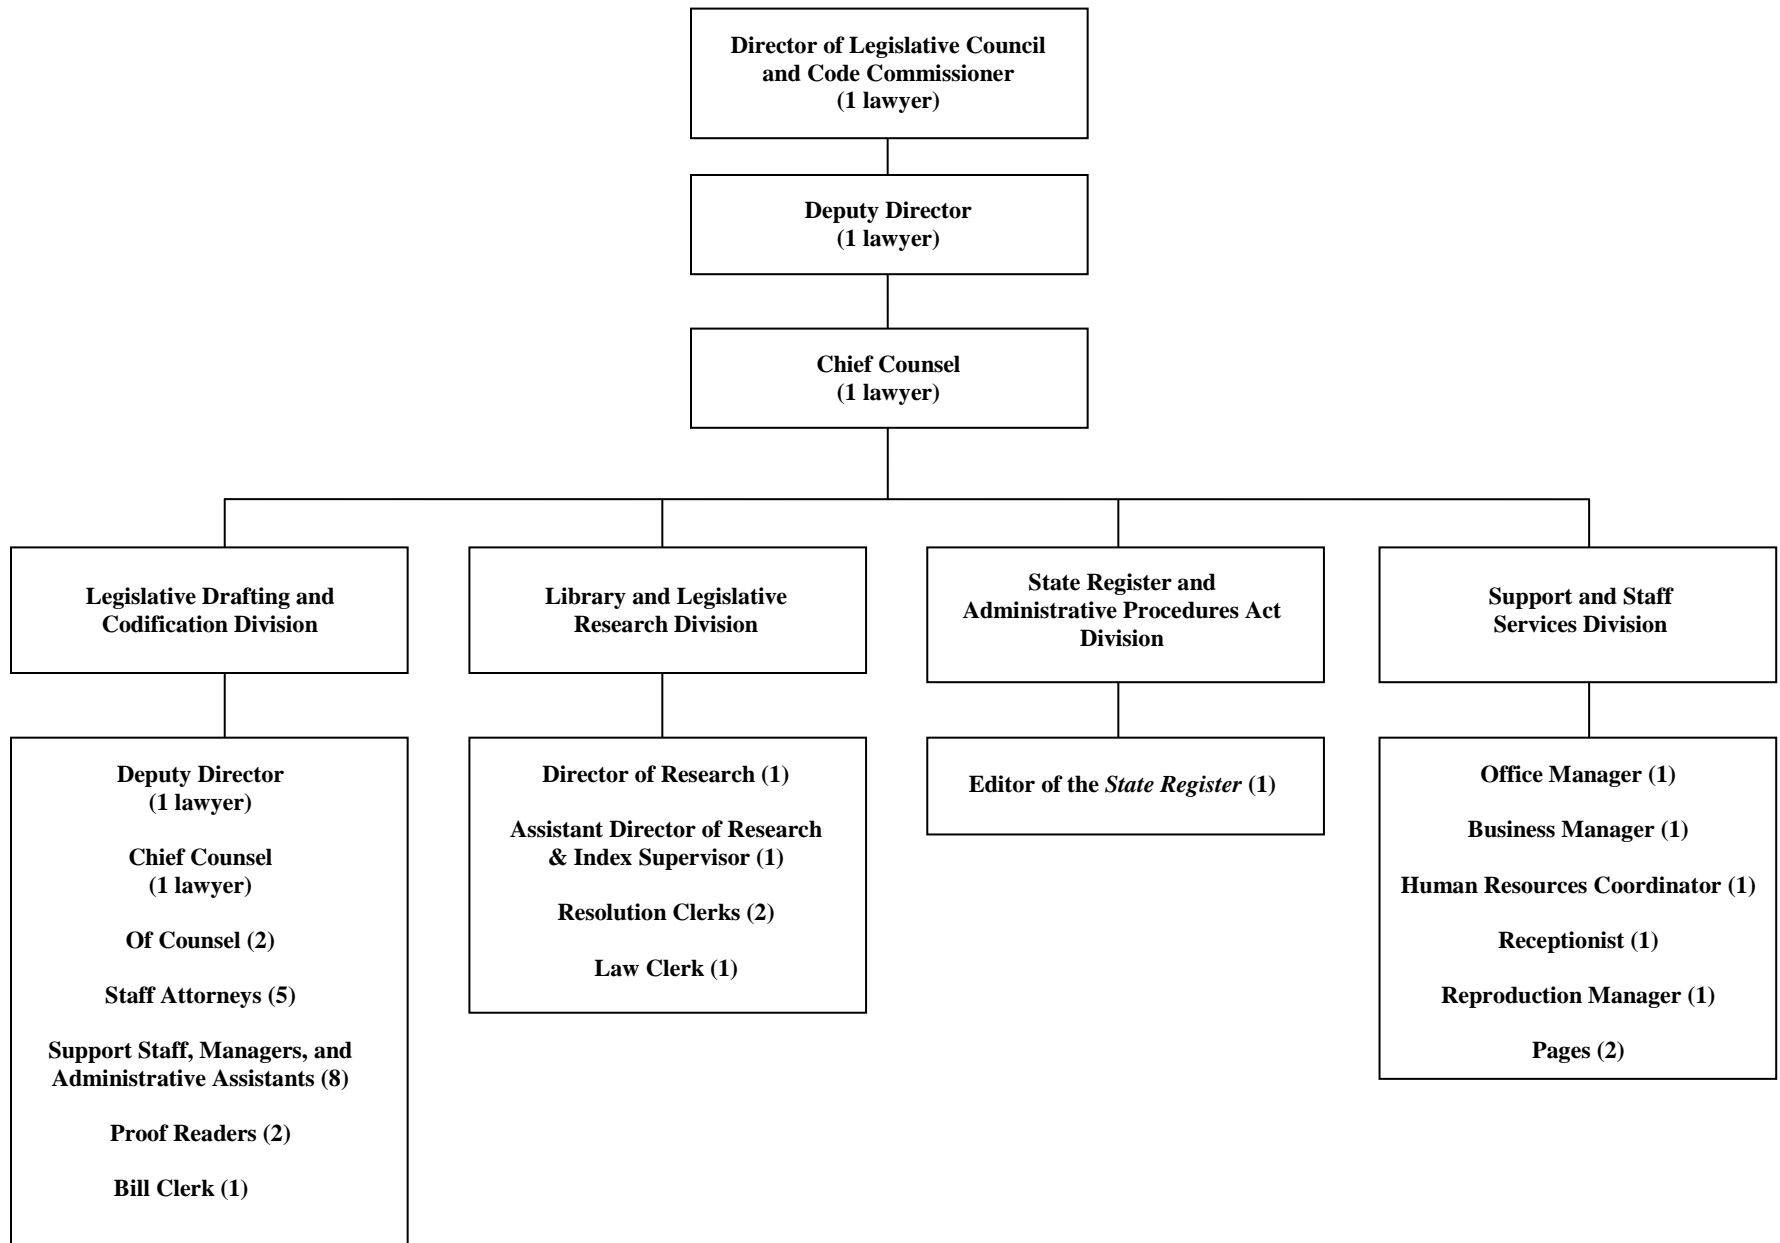 Director of Legislative Council
and Code Commissioner
(1 lawyer)
Deputy Director
(1 lawyer)
Chief Counsel
(1 lawyer)
Legislative Drafting and
Codification Division
Library and Legislative
Research Division
State Register and
Administrative Procedures Act
Division
Support and Staff
Services Division
Deputy Director
(1 lawyer)
Chief Counsel
(1 lawyer)
Of Counsel (2)
Staff Attorneys (5)
Support Staff, Managers, and
Administrative Assistants (8)
Proof Readers (2)
Bill Clerk (1)
Director of Research (1)
Assistant Director of Research
& Index Supervisor (1)
Resolution Clerks (2)
Law Clerk (1)
Editor of the State Register (1)
Office Manager (1)
Business Manager (1)
Human Resources Coordinator (1)
Receptionist (1)
Reproduction Manager (1)
Pages (2)